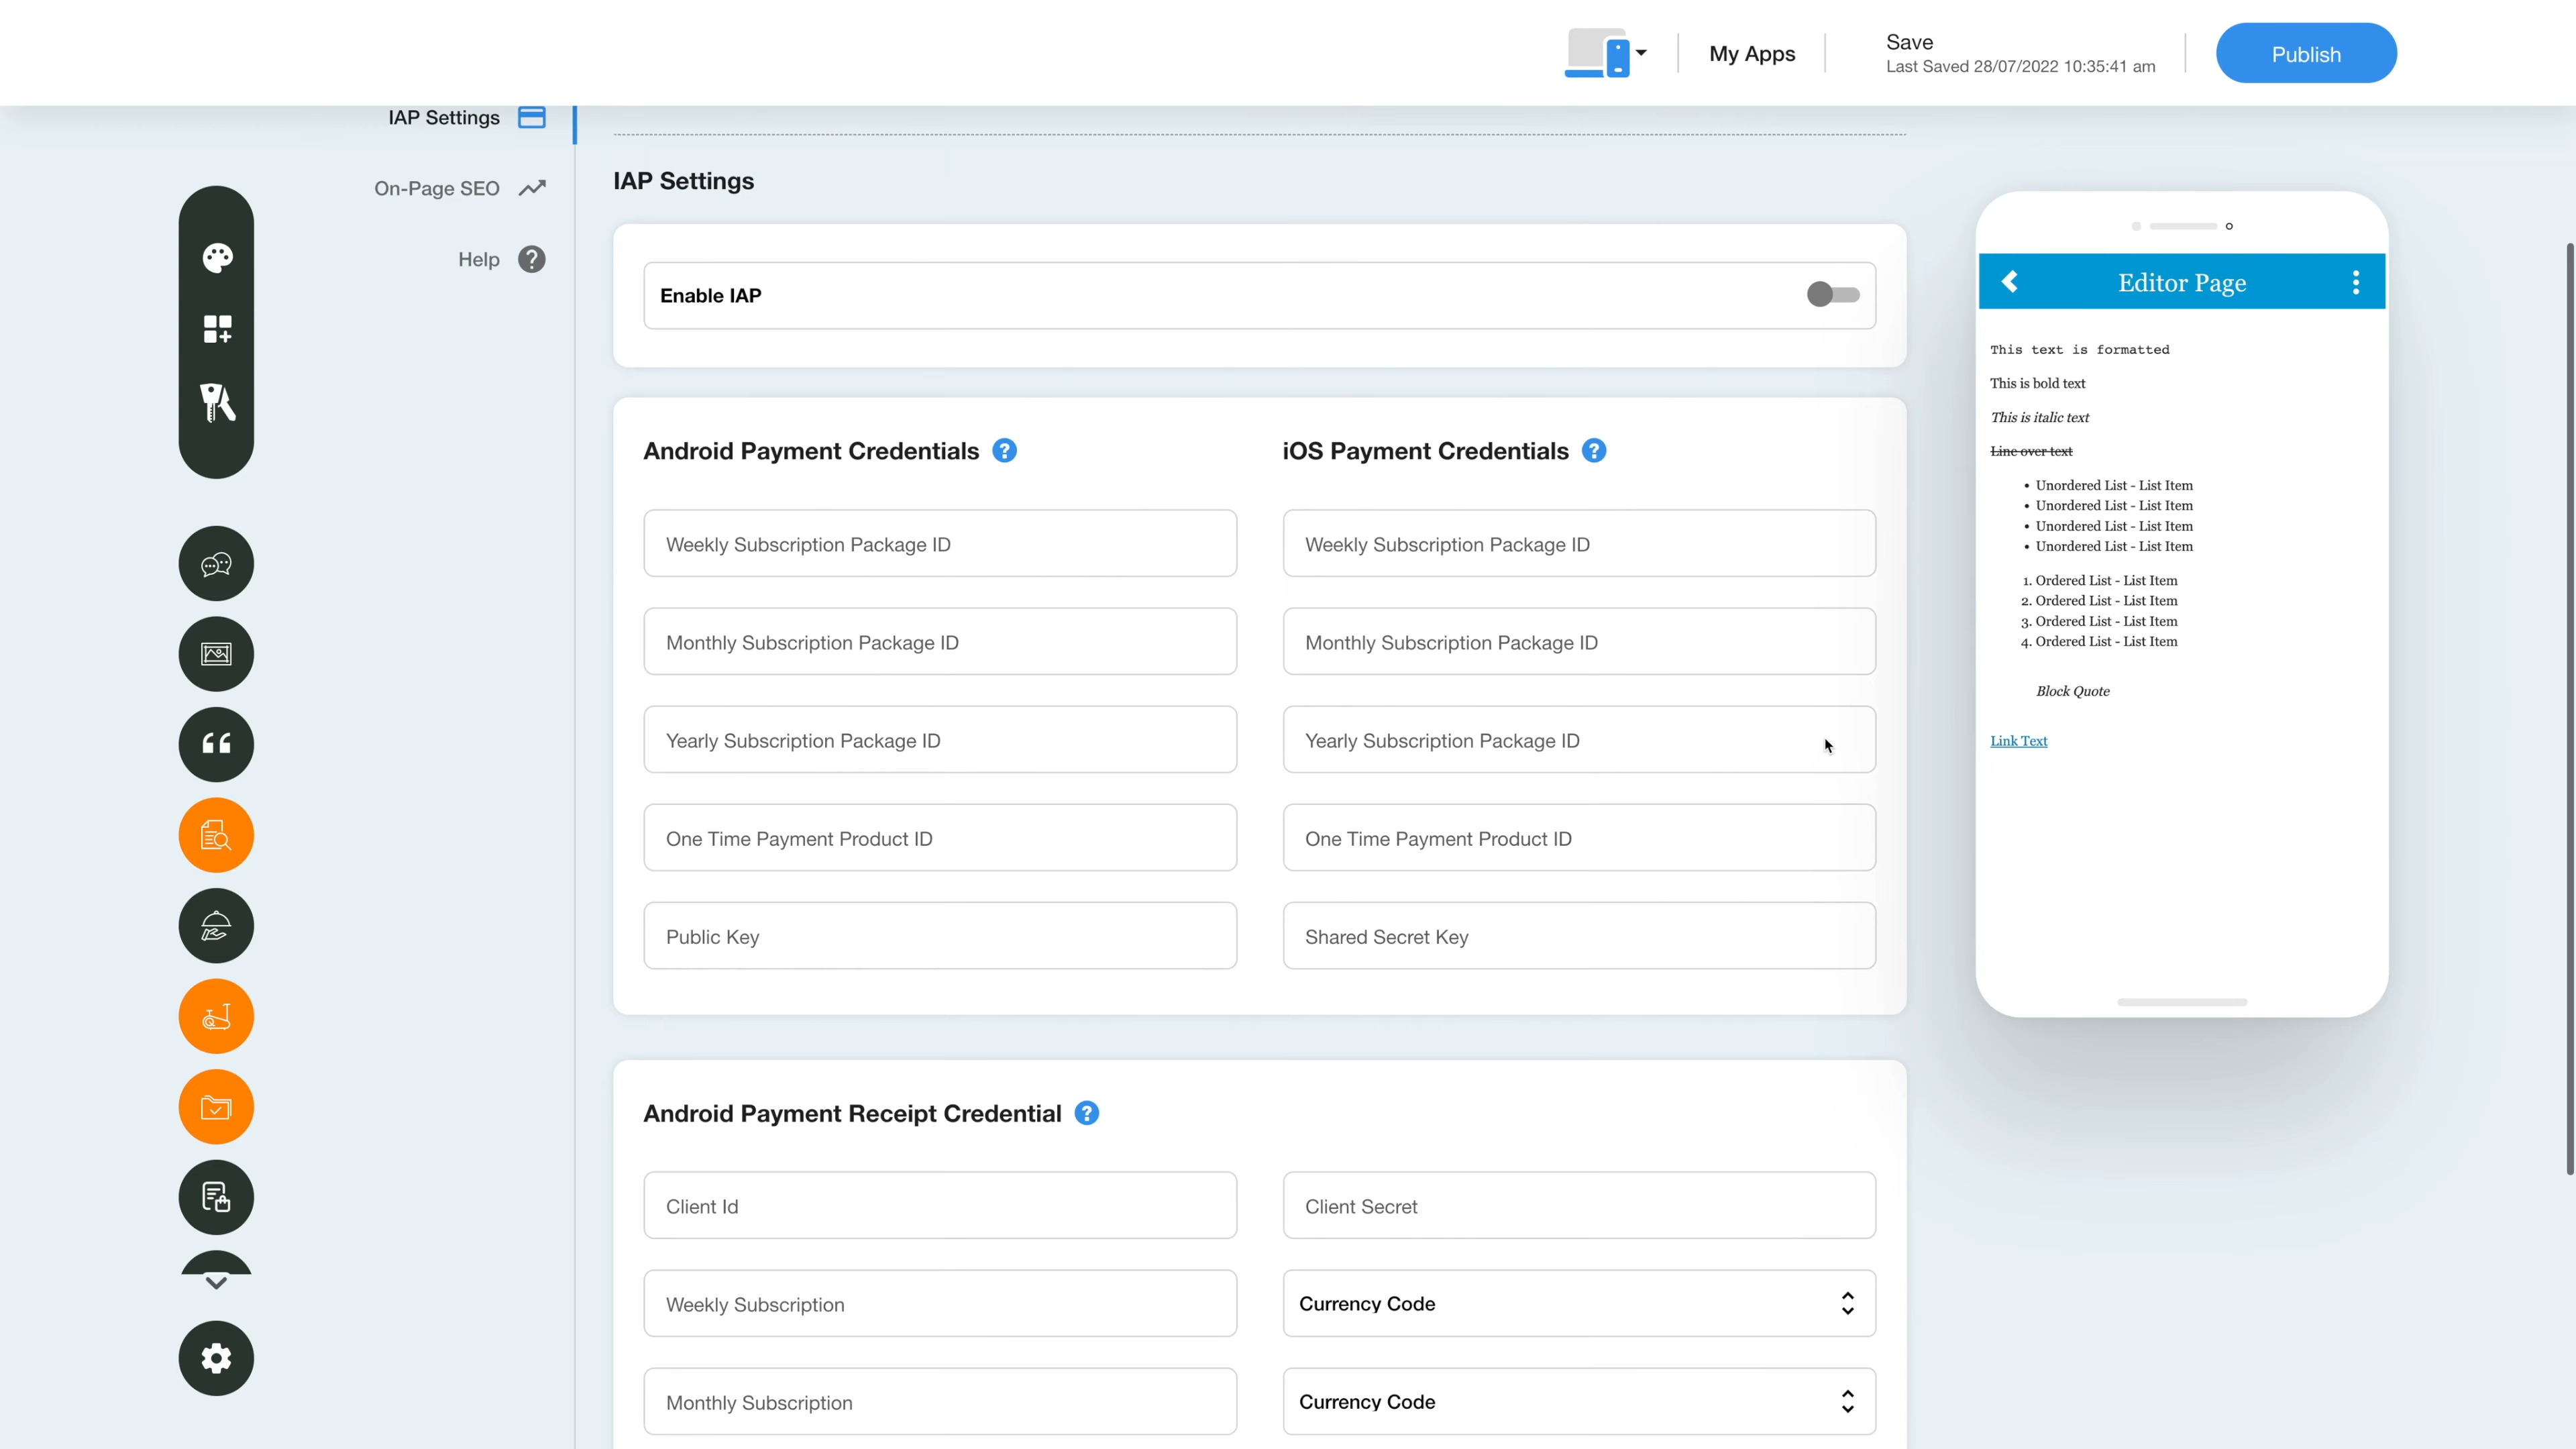 My Apps
Save
Last Saved 28/07/2022 10:35:41 am
Publish
IAP Settings
On-Page SEO
Help
IAP Settings
Enable IAP
Android Payment Credentials
iOS Payment Credentials
Weekly Subscription Package ID
Weekly Subscription Package ID
Monthly Subscription Package ID
Monthly Subscription Package ID
Yearly Subscription Package ID
Yearly Subscription Package ID
One Time Payment Product ID
One Time Payment Product ID
Public Key
Shared Secret Key
Android Payment Receipt Credential
Client Id
Client Secret
Weekly Subscription
Currency Code
Monthly Subscription
Currency Code
Editor Page
This text is formatted
This is bold text
This is italic text
Line over text
• Unordered List - List Item
• Unordered List - List Item
• Unordered List - List Item
• Unordered List - List Item
1. Ordered List - List Item
2. Ordered List - List Item
3. Ordered List - List Item
4. Ordered List - List Item
Block Quote
Link Text